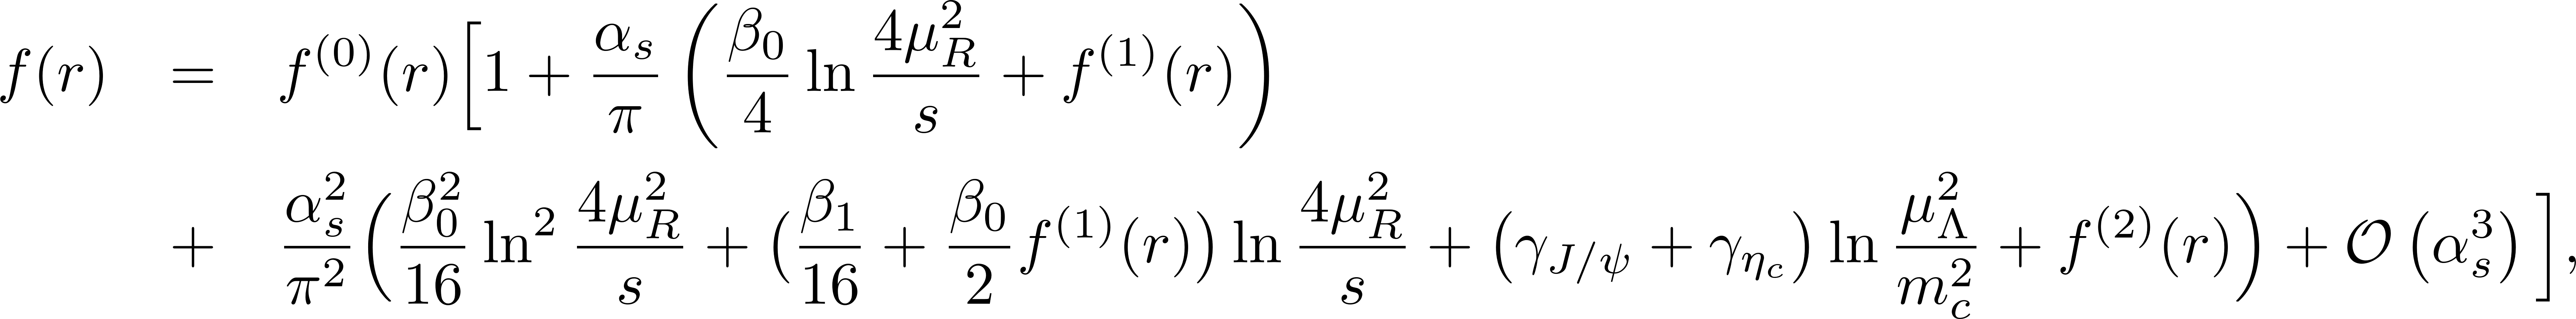 f(r) = f^{(0)}(r)\Big[1 + \frac{\alpha_s}{\pi}\left(\frac{\beta_0}{4}\ln\frac{4\mu_R^2}{s} + f^{(1)}(r)\right)
+ \frac{\alpha_s^2}{\pi^2}\Big(\frac{\beta_0^2}{16}\ln^2\frac{4\mu_R^2}{s} + \big(\frac{\beta_1}{16} + \frac{\beta_0}{2}f^{(1)}(r)\big)\ln\frac{4\mu_R^2}{s} + \left(\gamma_{J/\psi} + \gamma_{\eta_c}\right)\ln\frac{\mu_\Lambda^2}{m_c^2} + f^{(2)}(r)\Big) + \mathcal{O}\left(\alpha_s^3\right)\Big],